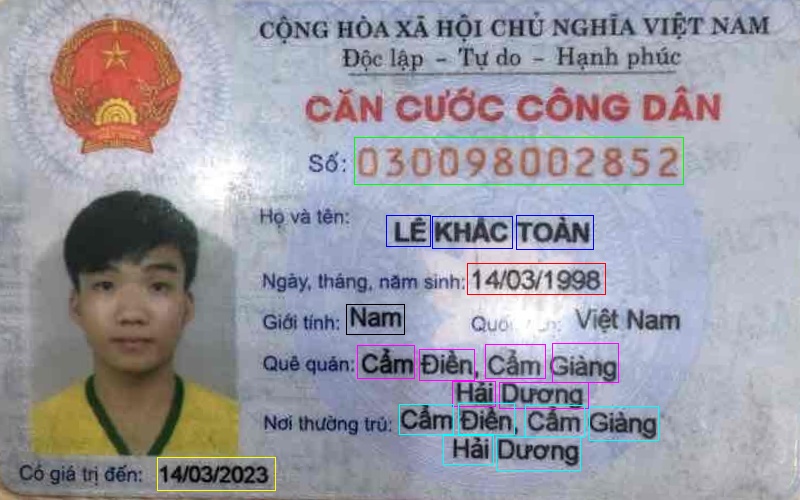 CỘNG HÒA XÃ HỘI CHỦ NGHĨA VIỆT NAM
Độc lập - Tự do - Hạnh phúc
CĂN CƯỚC CÔNG DÂN
Số: 030098002852
Họ và tên: LÊ KHẮC TOÀN
Ngày, tháng, năm sinh: 14/03/1998
Giới tính: Nam Việt Nam
Quê quán: Cẩm Điền, Cẩm Giàng
Hải Dương
Nơi thường trú: Cẩm Điền, Cẩm Giàng
Hải Dương
Có giá trị đến: 14/03/2023